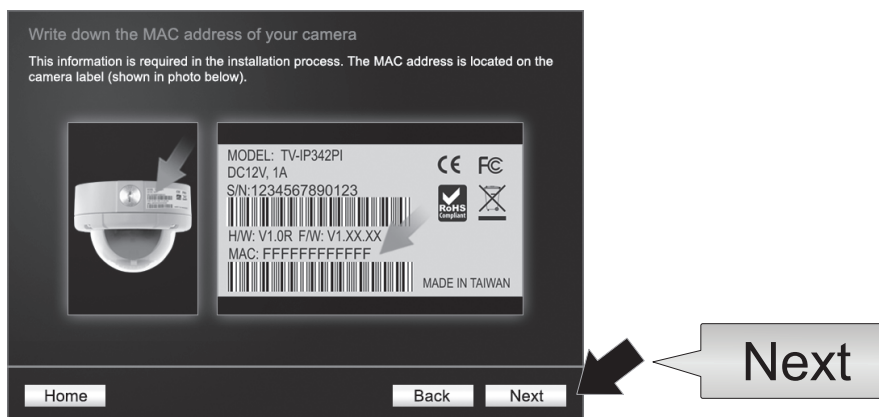 Write down the MAC address of your camera
This information is required in the installation process. The MAC address is located on the
camera label (shown in photo below).
MODEL: TV-IP342PI
DC12V, 1A
S/N:1234567890123
H/W: V1.0R F/W: V1.XX.XX
MAC: FFFFFFFFFFFF
CE FC
RoHS
Compliant
MADE IN TAIWAN
Home
Back
Next
Next